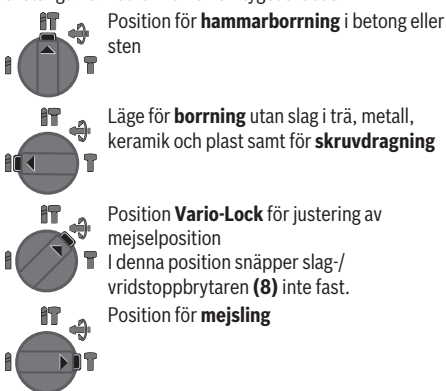 Position för hammarborrning i betong eller
sten
Läge för borrning utan slag i trä, metall,
keramik och plast samt för skruvdragning
Position Vario-Lock för justering av
mejselposition
I denna position snäpper slag-/
vridstoppbrytaren (8) inte fast.
Position för mejsling